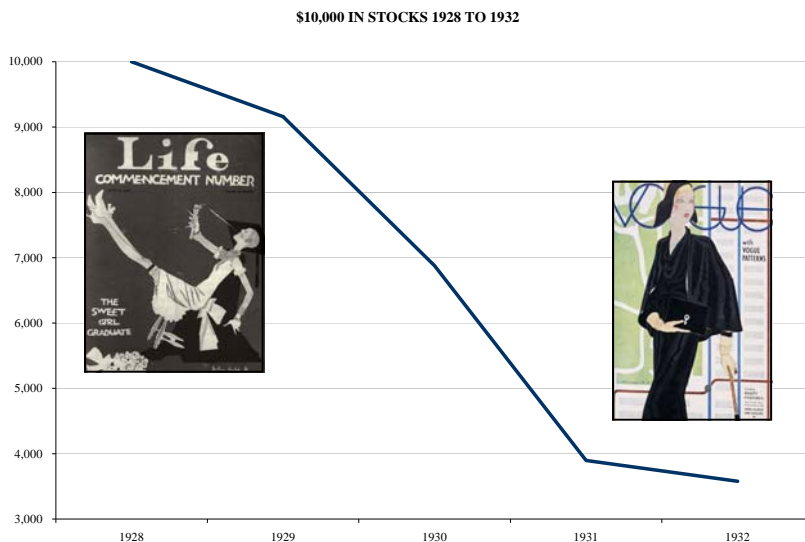 $10,000 IN STOCKS 1928 TO 1932
10,000
9,000
8,000
7,000
6,000
5,000
4,000
3,000
Life
COMMENCEMENT NUMBER
THE
SWEET
GIRL
GRADUATE
VOGUE
with
VOGUE
PATTERNS
1928 1929 1930 1931 1932